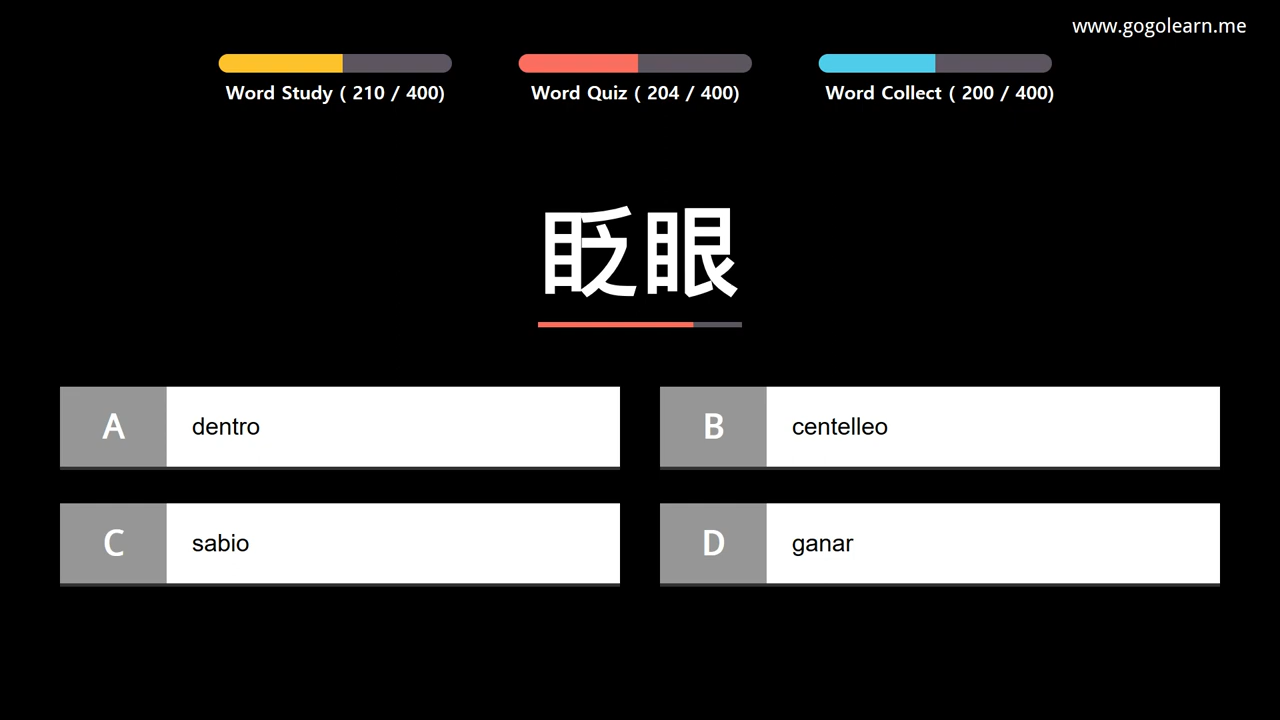 www.gogolearn.me
Word Study ( 210 / 400)
Word Quiz ( 204 / 400)
Word Collect ( 200 / 400)
眨眼
A dentro
B centelleo
C sabio
D ganar